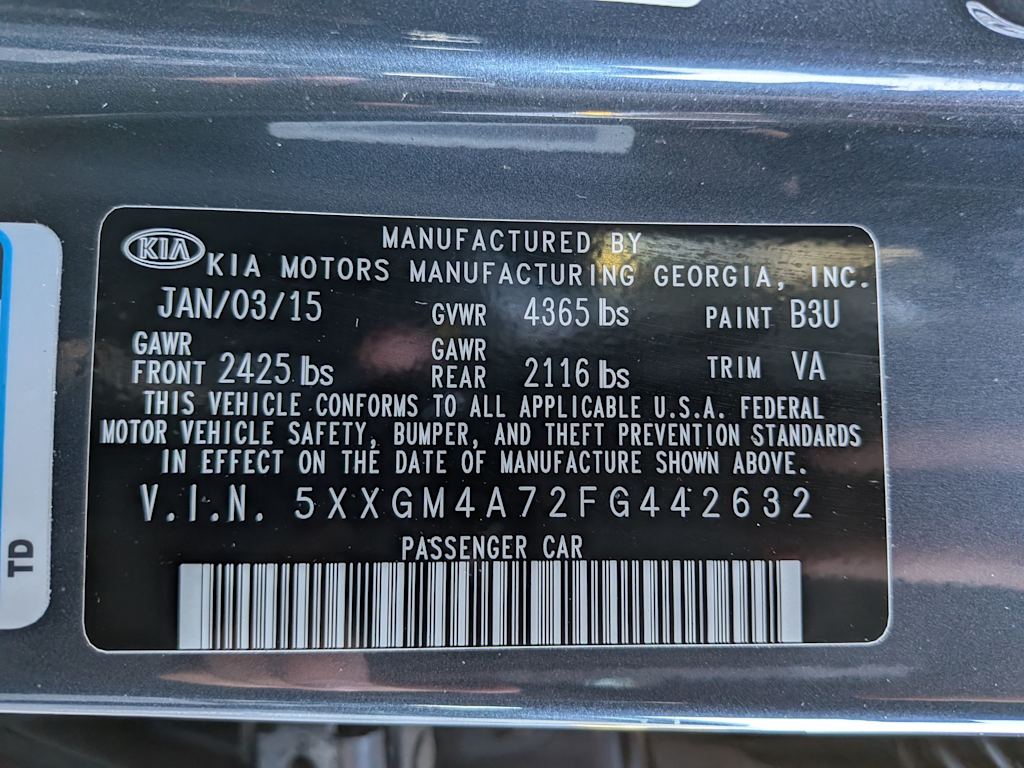 KIA
MANUFACTURED BY
KIA MOTORS MANUFACTURING GEORGIA, INC.
JAN/03/15 GVWR 4365 lbs PAINT B3U
GAWR FRONT 2425 lbs GAWR REAR 2116 lbs TRIM VA
THIS VEHICLE CONFORMS TO ALL APPLICABLE U.S.A. FEDERAL
MOTOR VEHICLE SAFETY, BUMPER, AND THEFT PREVENTION STANDARDS
IN EFFECT ON THE DATE OF MANUFACTURE SHOWN ABOVE.
V.I.N. 5XXGM4A72FG442632
PASSENGER CAR
TD